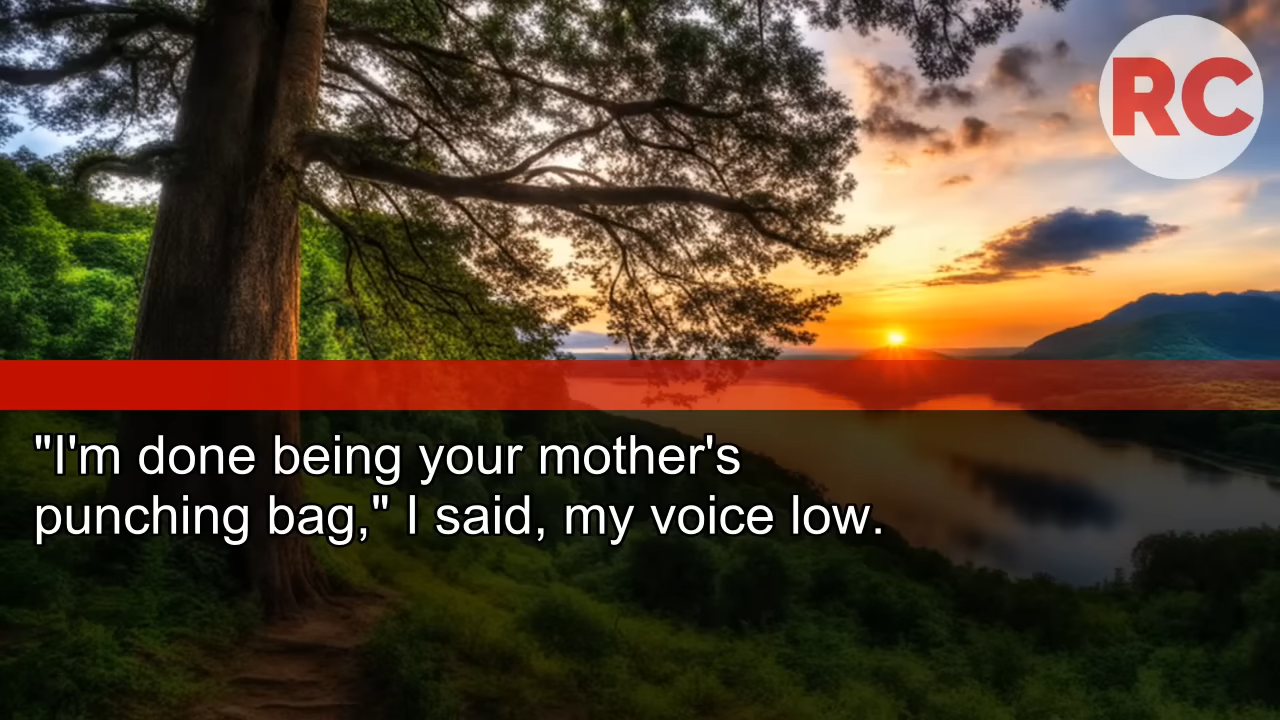 RC
"I'm done being your mother's
punching bag," I said, my voice low.